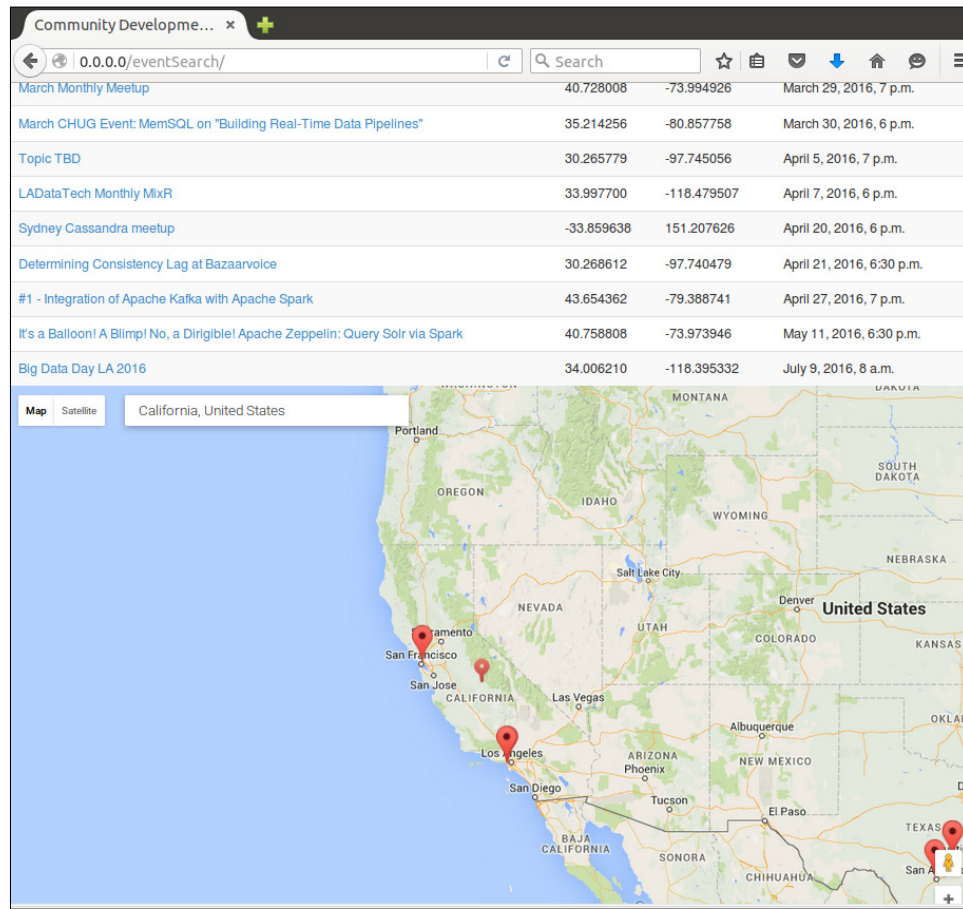 Community Developme... ×
0.0.0.0/eventSearch/
Search
March Monthly Meetup 40.728008 -73.994926 March 29, 2016, 7 p.m.
March CHUG Event: MemSQL on "Building Real-Time Data Pipelines" 35.214256 -80.857758 March 30, 2016, 6 p.m.
Topic TBD 30.265779 -97.745056 April 5, 2016, 7 p.m.
LADataTech Monthly MixR 33.997700 -118.479507 April 7, 2016, 6 p.m.
Sydney Cassandra meetup -33.859638 151.207626 April 20, 2016, 6 p.m.
Determining Consistency Lag at Bazaarvoice 30.268612 -97.740479 April 21, 2016, 6:30 p.m.
#1 - Integration of Apache Kafka with Apache Spark 43.654362 -79.388741 April 27, 2016, 7 p.m.
It's a Balloon! A Blimp! No, a Dirigible! Apache Zeppelin: Query Solr via Spark 40.758808 -73.973946 May 11, 2016, 6:30 p.m.
Big Data Day LA 2016 34.006210 -118.395332 July 9, 2016, 8 a.m.
Map Satellite California, United States
MONTANA
DAKOTA
Portland
SOUTH
DAKOTA
OREGON
IDAHO
WYOMING
NEBRASKA
Salt Lake City
NEVADA
Denver
United States
UTAH
COLORADO
KANSAS
San Francisco
San Jose
CALIFORNIA
Las Vegas
Albuquerque
OKLA
Los Angeles
ARIZONA
Phoenix
NEW MEXICO
San Diego
Tucson
El Paso
TEXAS
BAJA
CALIFORNIA
SONORA
San A
CHIHUAHUA